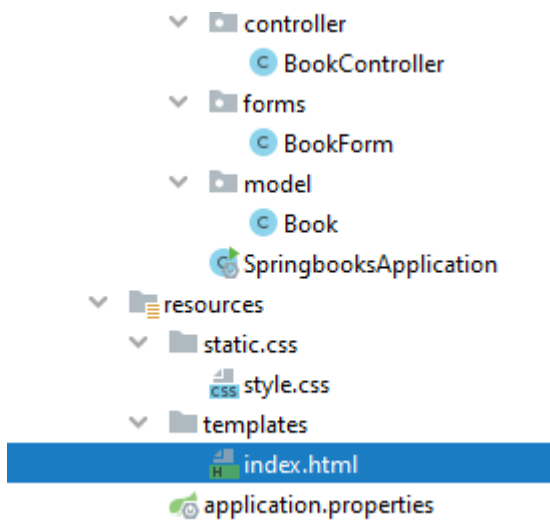 controller
BookController
forms
BookForm
model
Book
SpringbooksApplication
resources
static.css
style.css
templates
index.html
application.properties